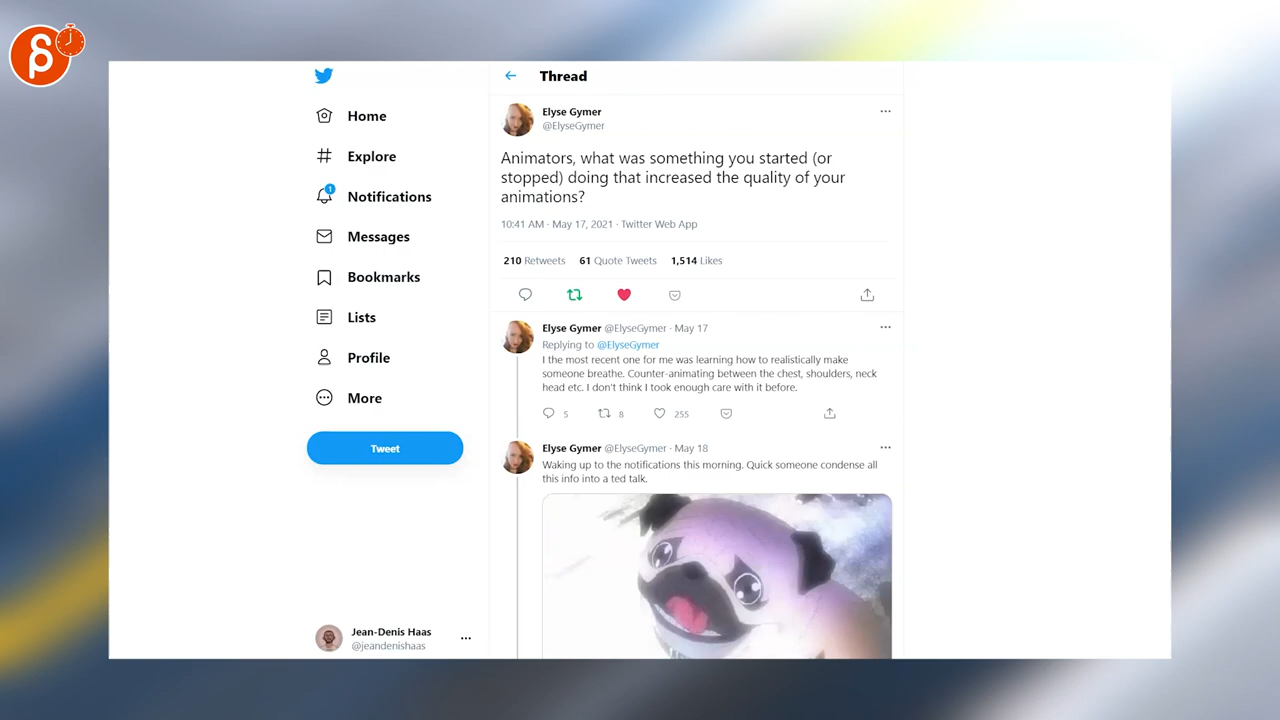 Thread
Home
Explore
1
Notifications
Messages
Bookmarks
Lists
Profile
More
Tweet
Jean-Denis Haas
@jeandenishaas
Elyse Gymer
@ElyseGymer
Animators, what was something you started (or
stopped) doing that increased the quality of your
animations?
10:41 AM · May 17, 2021 · Twitter Web App
210 Retweets 61 Quote Tweets 1,514 Likes
Elyse Gymer @ElyseGymer · May 17
Replying to @ElyseGymer
I the most recent one for me was learning how to realistically make
someone breathe. Counter-animating between the chest, shoulders, neck
head etc. I don't think I took enough care with it before.
5 8 255
Elyse Gymer @ElyseGymer · May 18
Waking up to the notifications this morning. Quick someone condense all
this info into a ted talk.